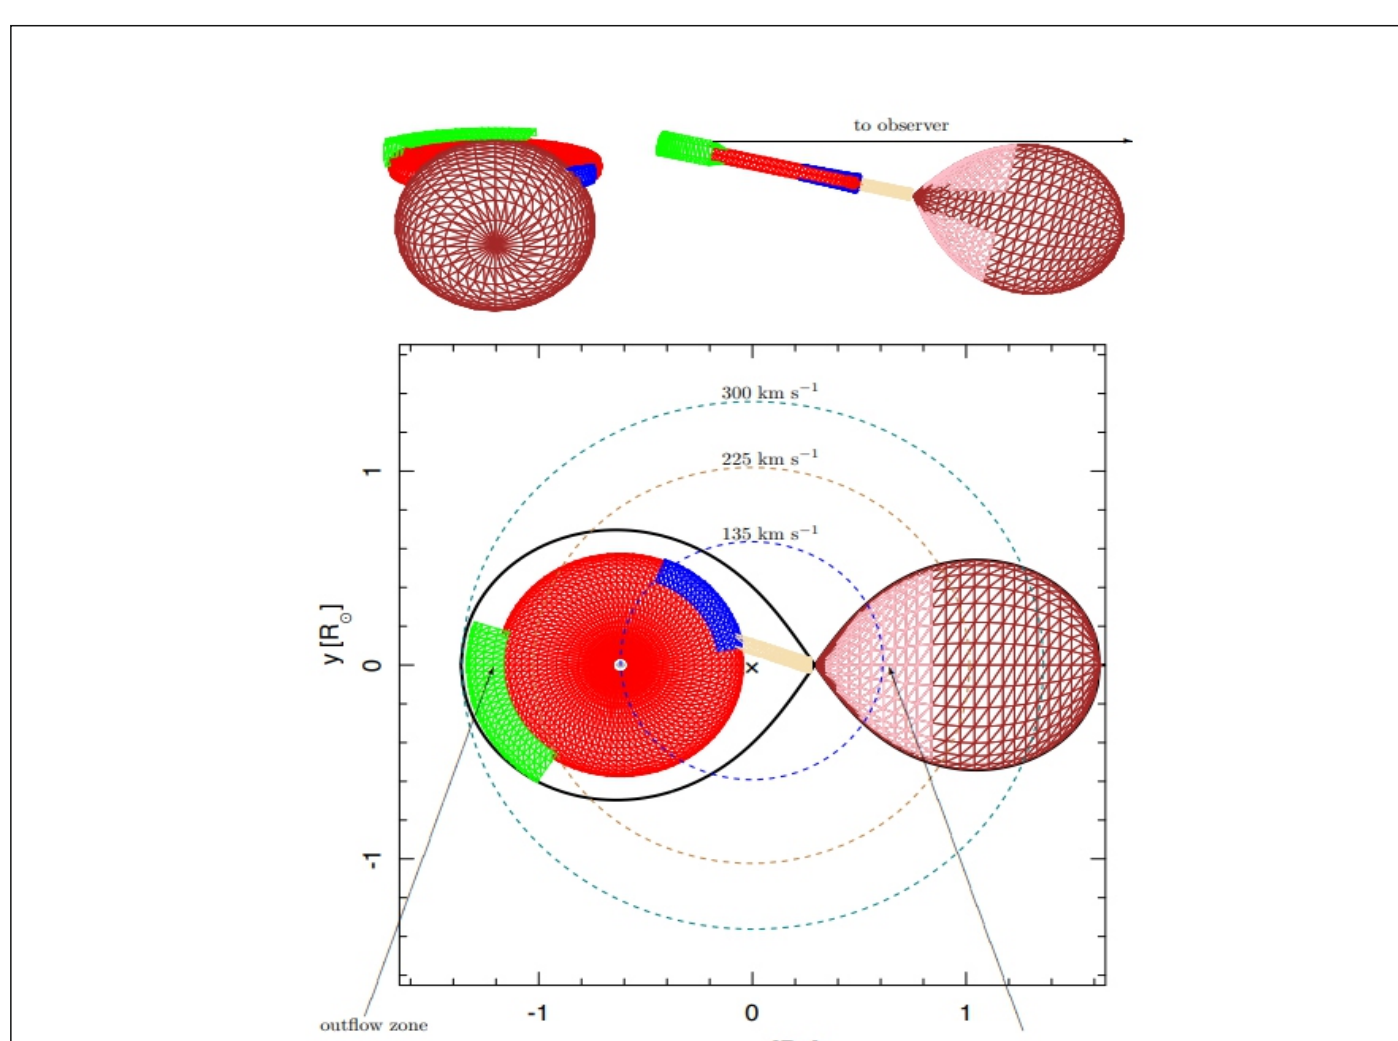 to observer
300 km s⁻¹
225 km s⁻¹
135 km s⁻¹
y [R☉]
1
0
-1
-1 0 1
outflow zone